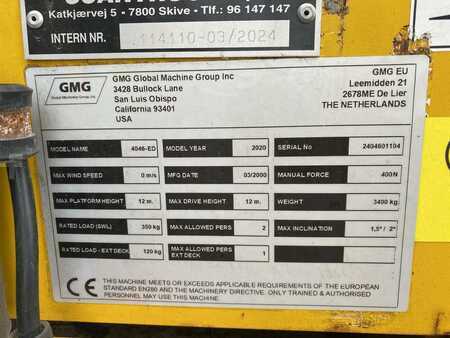 Katkjærvej 5 - 7800 Skive - Tlf.: 96 147 147
INTERN NR. 114110-03/2024
GMG
Global Machinery Group, Inc
GMG Global Machine Group Inc
3428 Bullock Lane
San Luis Obispo
California 93401
USA
GMG EU
Leemidden 21
2678ME De Lier
THE NETHERLANDS
MODEL NAME 4046-ED MODEL YEAR 2020 SERIAL NUMBER 2404601104
MAX WIND SPEED 0 m/s MFG DATE 03/2000 MANUAL FORCE 400N
MAX PLATFORM HEIGHT 12 m. MAX DRIVE HEIGHT 12 m. WEIGHT 3400 kg.
RATED LOAD (SWL) 350 kg MAX ALLOWED PERS 2 MAX INCLINATION 1,5° / 2°
RATED LOAD - EXT DECK 120 kg MAX ALLOWED PERS EXT DECK 1
CE THIS MACHINE MEETS OR EXCEEDS APPLICABLE REQUIREMENTS OF THE EUROPEAN
STANDARD EN280 AND THE MACHINERY DIRECTIVE. ONLY TRAINED & AUTHORISED
PERSONNEL MAY USE THIS MACHINE.